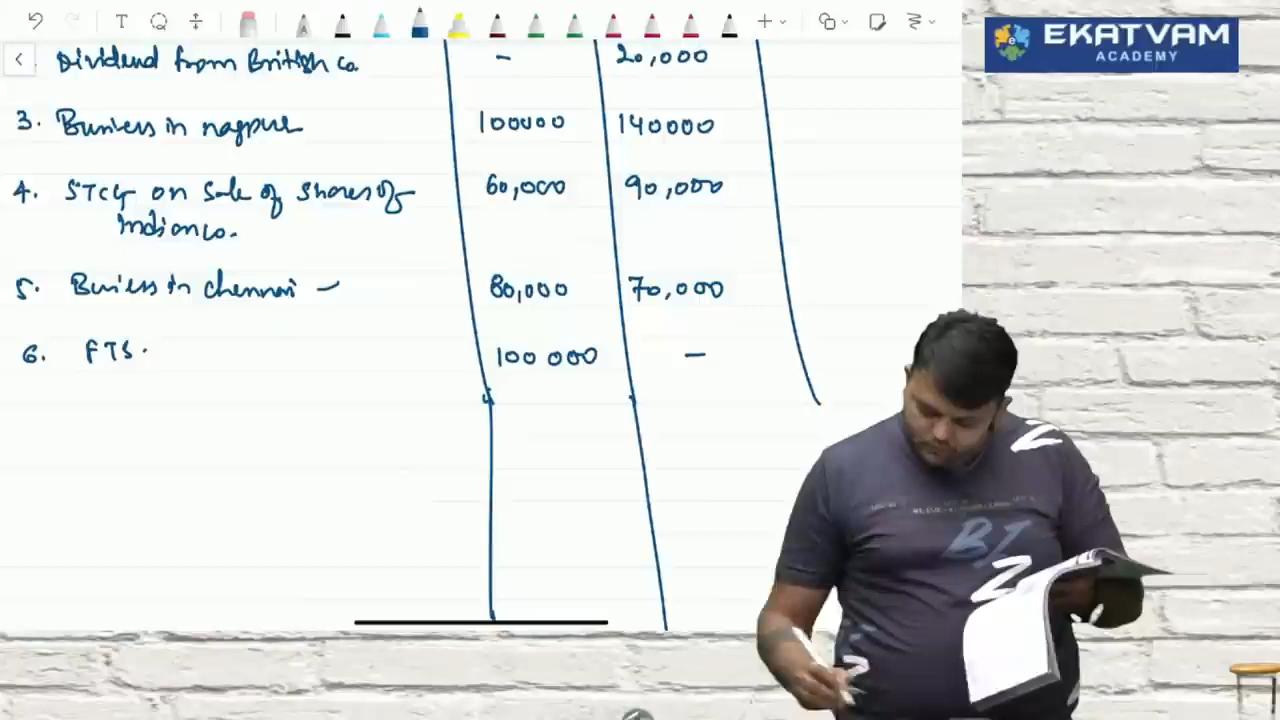 EKATVAM
ACADEMY
Dividend from British Co. - 20,000
3. Business in nagpur 100000 140000
4. STCG on Sale of Shares of 60,000 90,000
Indian Co.
5. Business in chennai - 80,000 70,000
6. FTS. 100 000 -